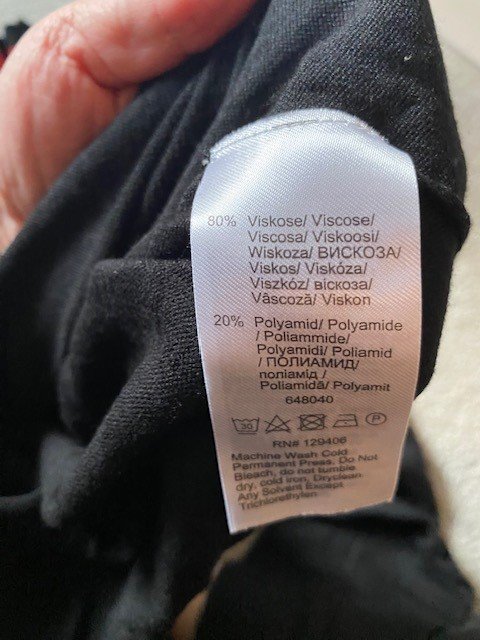 80% Viskose/ Viscose/
Viscosa/ Viskoosi/
Wiskoza/ ВИСКОЗА/
Viskos/ Viskóza/
Viszkóz/ віскоза/
Vâscoză/ Viskon
20% Polyamid/ Polyamide
/ Poliammide/
Polyamidi/ Poliamid
/ ПОЛИАМИД/
поліамід /
Poliamidă/ Polyamit
648040
30 P
RN# 129406
Machine Wash Cold
Permanent Press. Do Not
Bleach, do not tumble
dry, cold iron, Dryclean
Any Solvent Except
Trichlorethylen